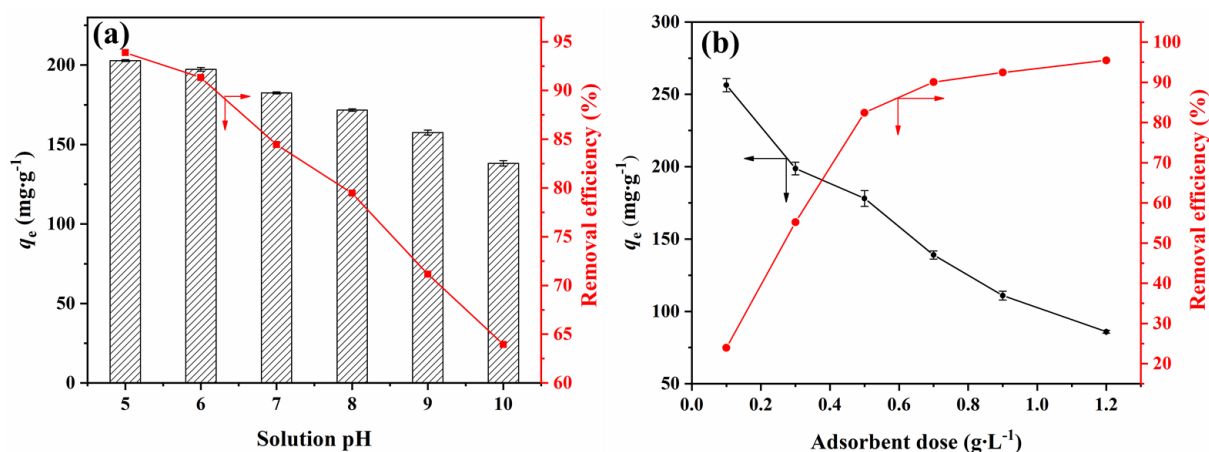 (a)
200
150
100
50
0
qe (mg·g-1)
5 6 7 8 9 10
Solution pH
95
90
85
80
75
70
65
60
Removal efficiency (%)
(b)
300
250
200
150
100
50
qe (mg·g-1)
0.0 0.2 0.4 0.6 0.8 1.0 1.2
Adsorbent dose (g·L-1)
100
90
80
70
60
50
40
30
20
Removal efficiency (%)